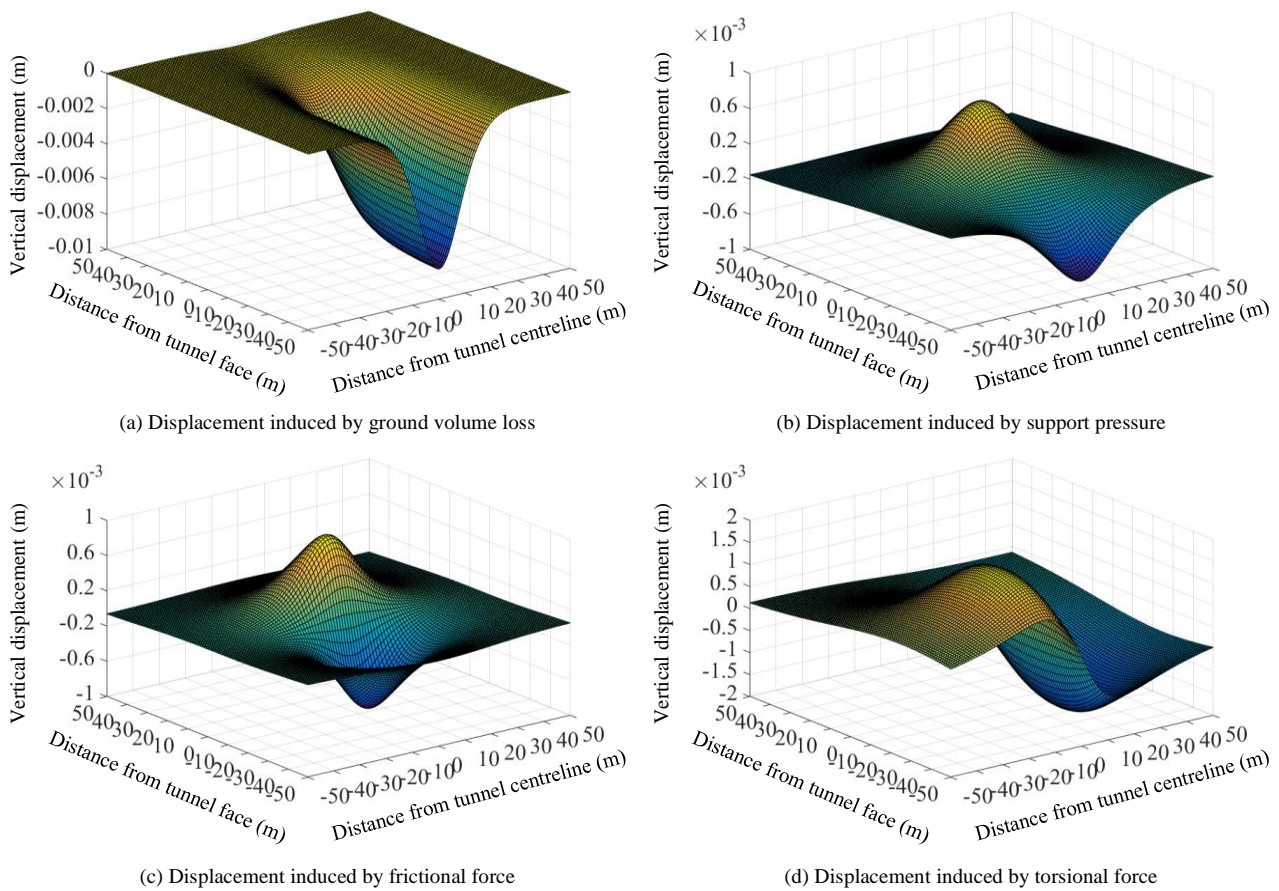 Vertical displacement (m)
0
-0.002
-0.004
-0.006
-0.008
-0.01
50 40 30 20 10 0 -10 -20 -30 -40 -50
Distance from tunnel face (m)
-50 -40 -30 -20 -10 0 10 20 30 40 50
Distance from tunnel centreline (m)
(a) Displacement induced by ground volume loss
×10-3
Vertical displacement (m)
1
0.6
0.2
-0.2
-0.6
-1
50 40 30 20 10 0 -10 -20 -30 -40 -50
Distance from tunnel face (m)
-50 -40 -30 -20 -10 0 10 20 30 40 50
Distance from tunnel centreline (m)
(b) Displacement induced by support pressure
×10-3
Vertical displacement (m)
1
0.6
0.2
-0.2
-0.6
-1
50 40 30 20 10 0 -10 -20 -30 -40 -50
Distance from tunnel face (m)
-50 -40 -30 -20 -10 0 10 20 30 40 50
Distance from tunnel centreline (m)
(c) Displacement induced by frictional force
×10-3
Vertical displacement (m)
2
1.5
1
0.5
0
-0.5
-1
-1.5
-2
50 40 30 20 10 0 -10 -20 -30 -40 -50
Distance from tunnel face (m)
-50 -40 -30 -20 -10 0 10 20 30 40 50
Distance from tunnel centreline (m)
(d) Displacement induced by torsional force